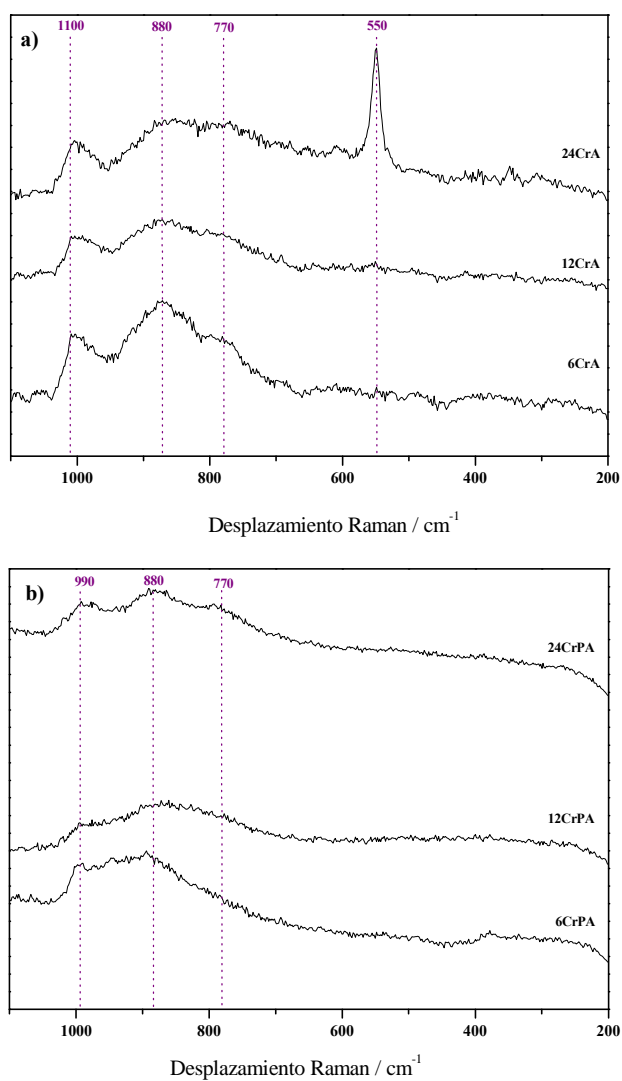 a)
1100 880 770 550
24CrA
12CrA
6CrA
1000 800 600 400 200
Desplazamiento Raman / cm⁻¹
b)
990 880 770
24CrPA
12CrPA
6CrPA
1000 800 600 400 200
Desplazamiento Raman / cm⁻¹